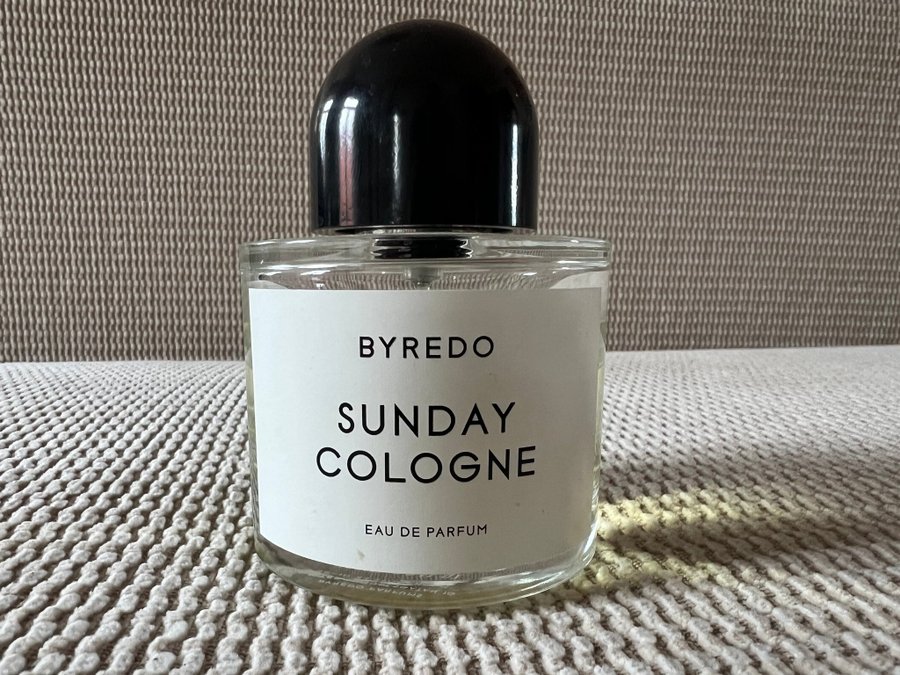 BYREDO
SUNDAY
COLOGNE
EAU DE PARFUM